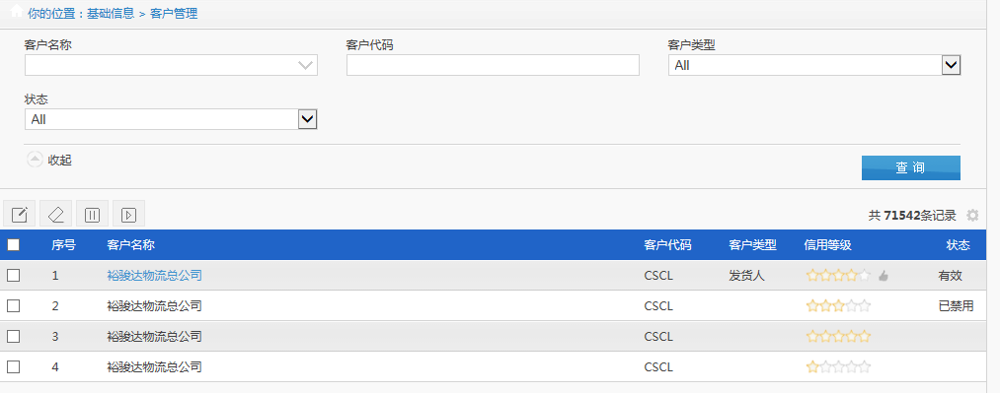 你的位置：基础信息 > 客户管理
客户名称 客户代码 客户类型
All
状态
All
收起 查 询
共 71542条记录
序号 客户名称 客户代码 客户类型 信用等级 状态
1 裕骏达物流总公司 CSCL 发货人 有效
2 裕骏达物流总公司 CSCL 已禁用
3 裕骏达物流总公司 CSCL
4 裕骏达物流总公司 CSCL